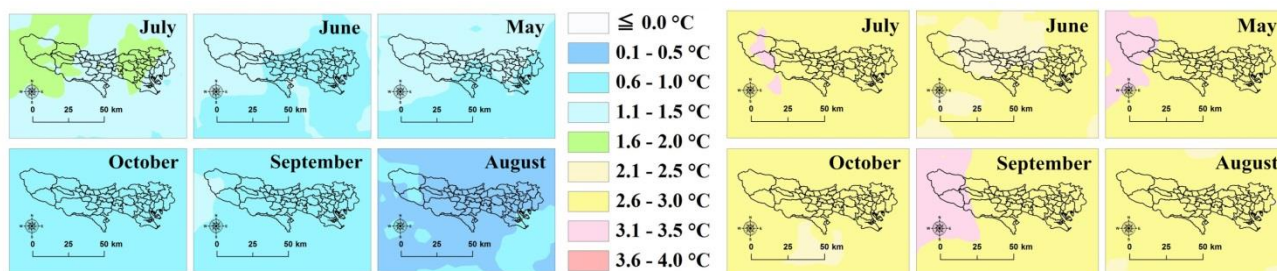 July
0 25 50 km
June
0 25 50 km
May
0 25 50 km
October
0 25 50 km
September
0 25 50 km
August
0 25 50 km
≦ 0.0 °C
0.1 - 0.5 °C
0.6 - 1.0 °C
1.1 - 1.5 °C
1.6 - 2.0 °C
2.1 - 2.5 °C
2.6 - 3.0 °C
3.1 - 3.5 °C
3.6 - 4.0 °C
July
0 25 50 km
June
0 25 50 km
May
0 25 50 km
October
0 25 50 km
September
0 25 50 km
August
0 25 50 km